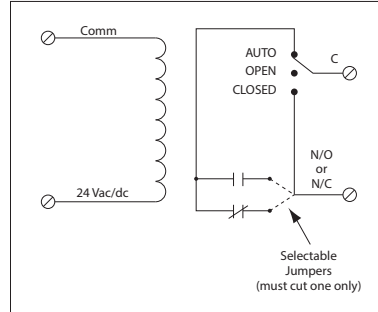 Comm
AUTO
OPEN
CLOSED
C
24 Vac/dc
N/O
or
N/C
Selectable
Jumpers
(must cut one only)